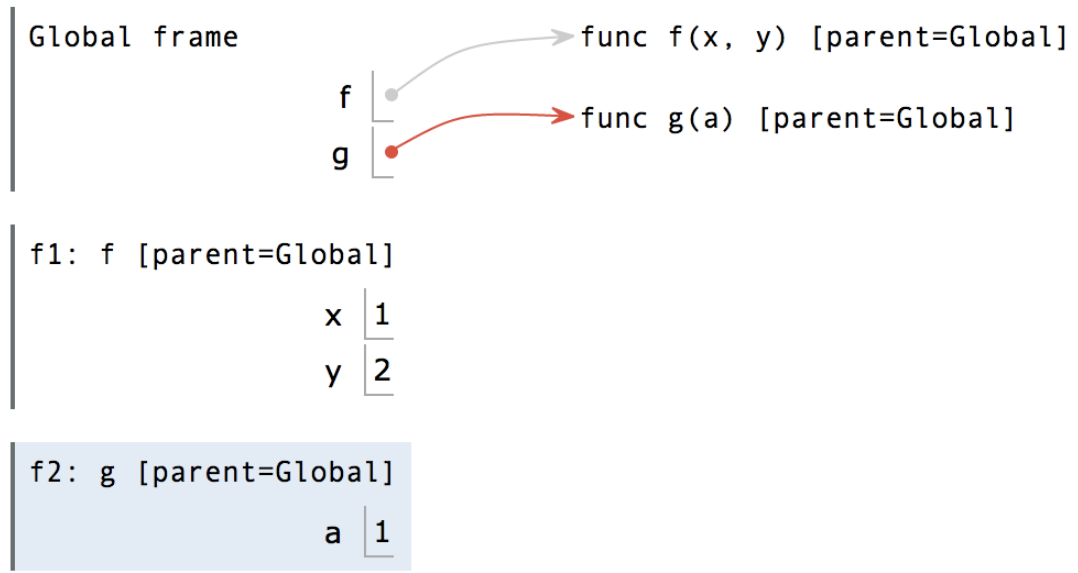 Global frame
func f(x, y) [parent=Global]
f
func g(a) [parent=Global]
g
f1: f [parent=Global]
x 1
y 2
f2: g [parent=Global]
a 1